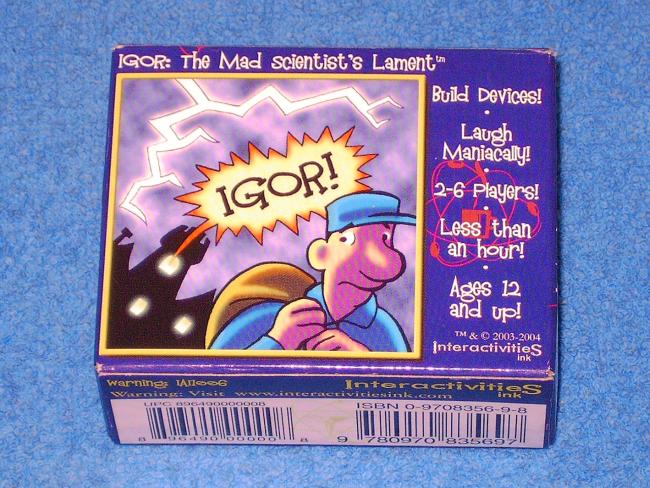 IGOR: The Mad Scientist's Lament™
IGOR!
Build Devices!
•
Laugh
Maniacally!
•
2-6 Players!
•
Less than
an hour!
•
Ages 12
and up!
™ & © 2003-2004
InteractivitieS
ink
Warning: IAI1006
InteractivitieS
ink
Warning: Visit www.interactivitiesink.com
UPC 896490000008
ISBN 0-9708356-9-8
8 96490 00000 8
9 780970 835697